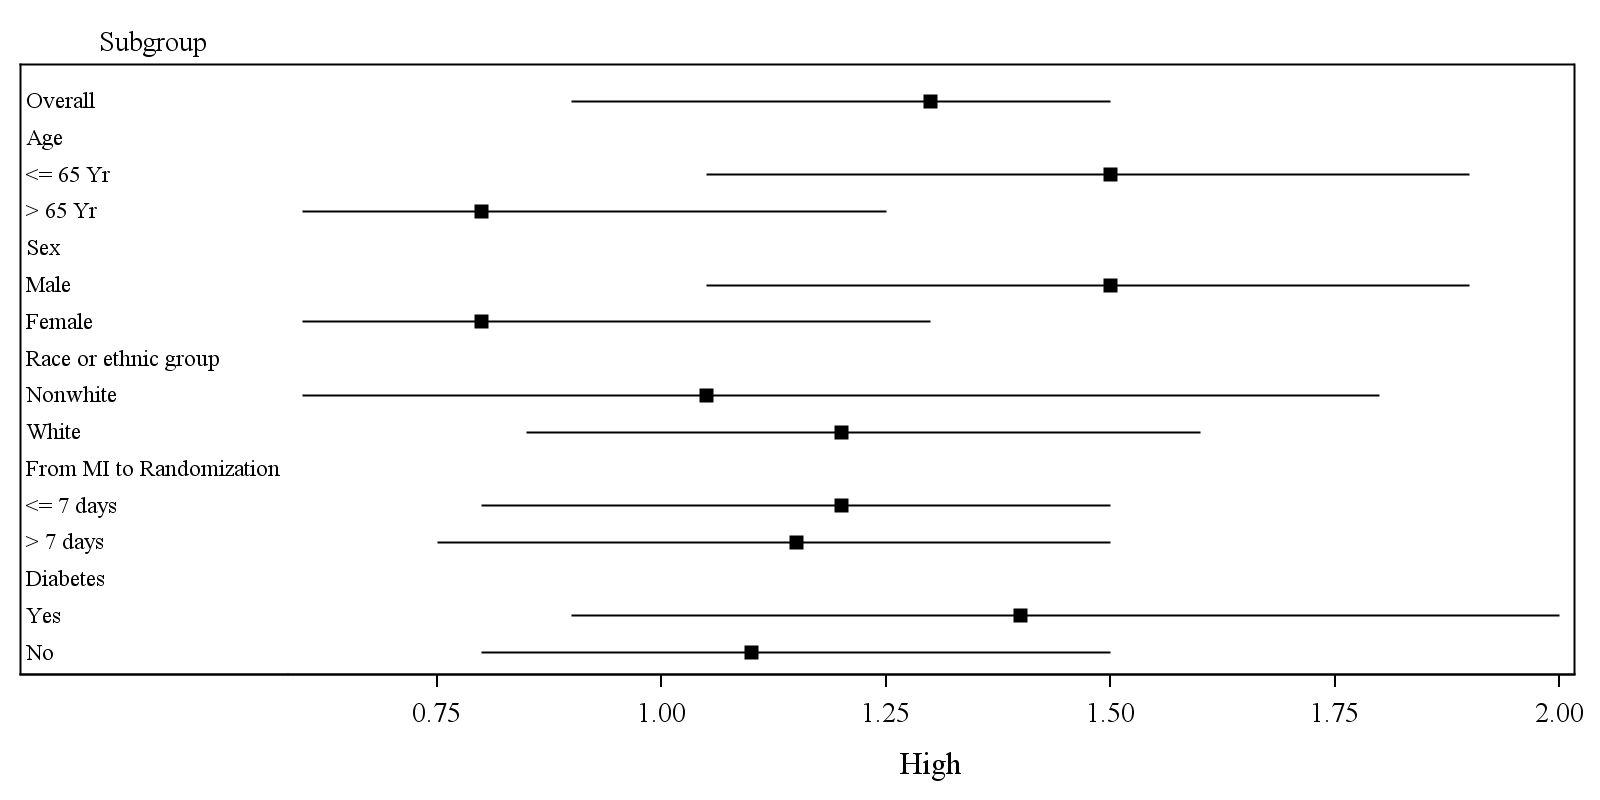 Subgroup
Overall
Age
<= 65 Yr
> 65 Yr
Sex
Male
Female
Race or ethnic group
Nonwhite
White
From MI to Randomization
<= 7 days
> 7 days
Diabetes
Yes
No
0.75 1.00 1.25 1.50 1.75 2.00
High